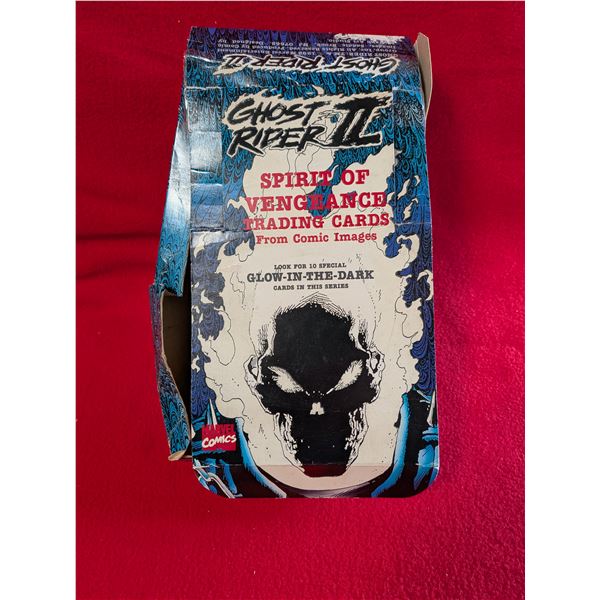 GHOST RIDER II
GHOST
RIDER II
SPIRIT OF
VENGEANCE
TRADING CARDS
From Comic Images
LOOK FOR 10 SPECIAL
GLOW-IN-THE-DARK
CARDS IN THIS SERIES
MARVEL
COMICS